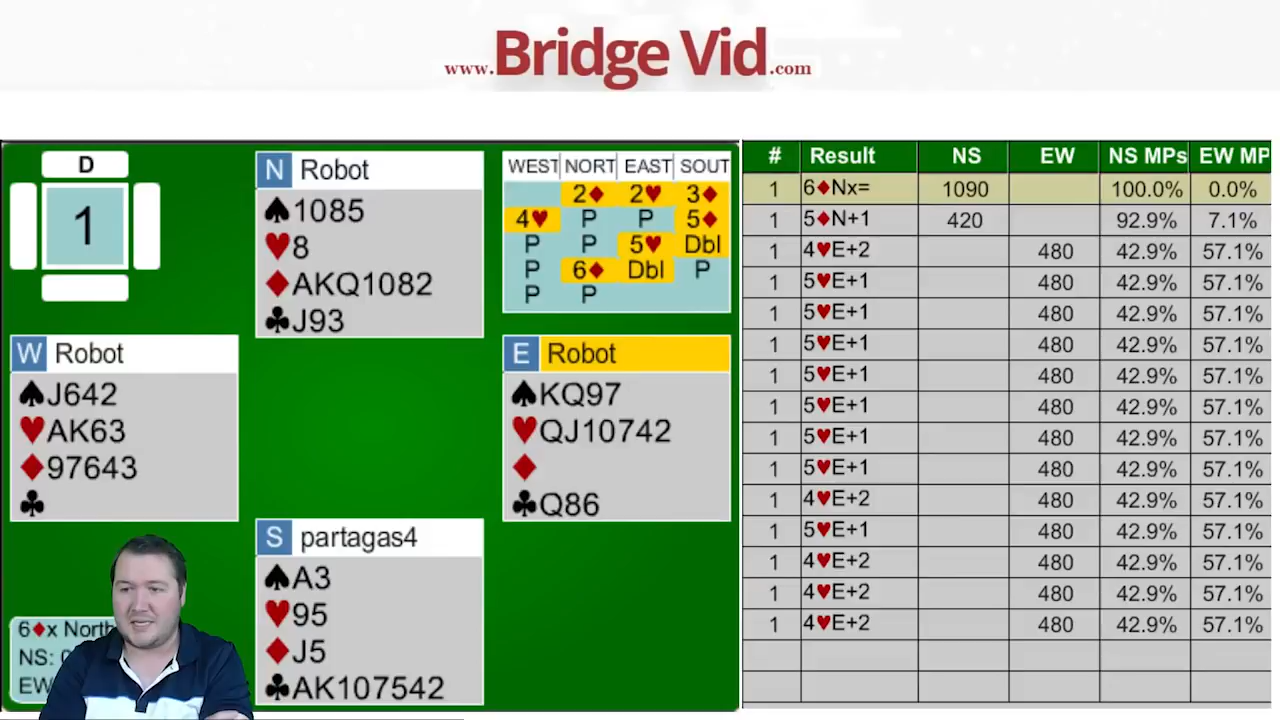 www.Bridge Vid.com
D
1
N Robot
♠1085
♥8
♦AKQ1082
♣J93
WEST NORT EAST SOUT
2♦ 2♥ 3♦
4♥ P P 5♦
P P 5♥ Dbl
P 6♦ Dbl P
P P
W Robot
♠J642
♥AK63
♦97643
♣
E Robot
♠KQ97
♥QJ10742
♦
♣Q86
S partagas4
♠A3
♥95
♦J5
♣AK107542
6♦x North
NS:
EW
# Result NS EW NS MPs EW MP
1 6♦Nx= 1090 100.0% 0.0%
1 5♦N+1 420 92.9% 7.1%
1 4♥E+2 480 42.9% 57.1%
1 5♥E+1 480 42.9% 57.1%
1 5♥E+1 480 42.9% 57.1%
1 5♥E+1 480 42.9% 57.1%
1 5♥E+1 480 42.9% 57.1%
1 5♥E+1 480 42.9% 57.1%
1 5♥E+1 480 42.9% 57.1%
1 5♥E+1 480 42.9% 57.1%
1 4♥E+2 480 42.9% 57.1%
1 5♥E+1 480 42.9% 57.1%
1 4♥E+2 480 42.9% 57.1%
1 4♥E+2 480 42.9% 57.1%
1 4♥E+2 480 42.9% 57.1%